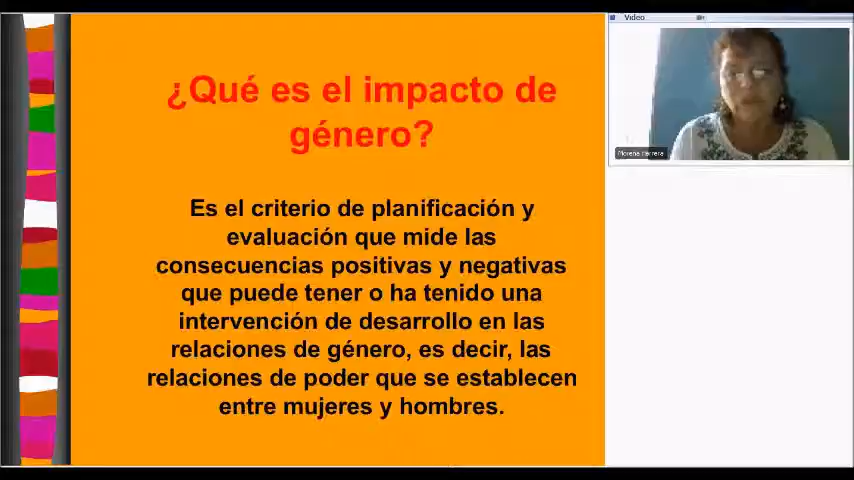 ¿Qué es el impacto de
género?
Es el criterio de planificación y
evaluación que mide las
consecuencias positivas y negativas
que puede tener o ha tenido una
intervención de desarrollo en las
relaciones de género, es decir, las
relaciones de poder que se establecen
entre mujeres y hombres.
Video
Morena Herrera